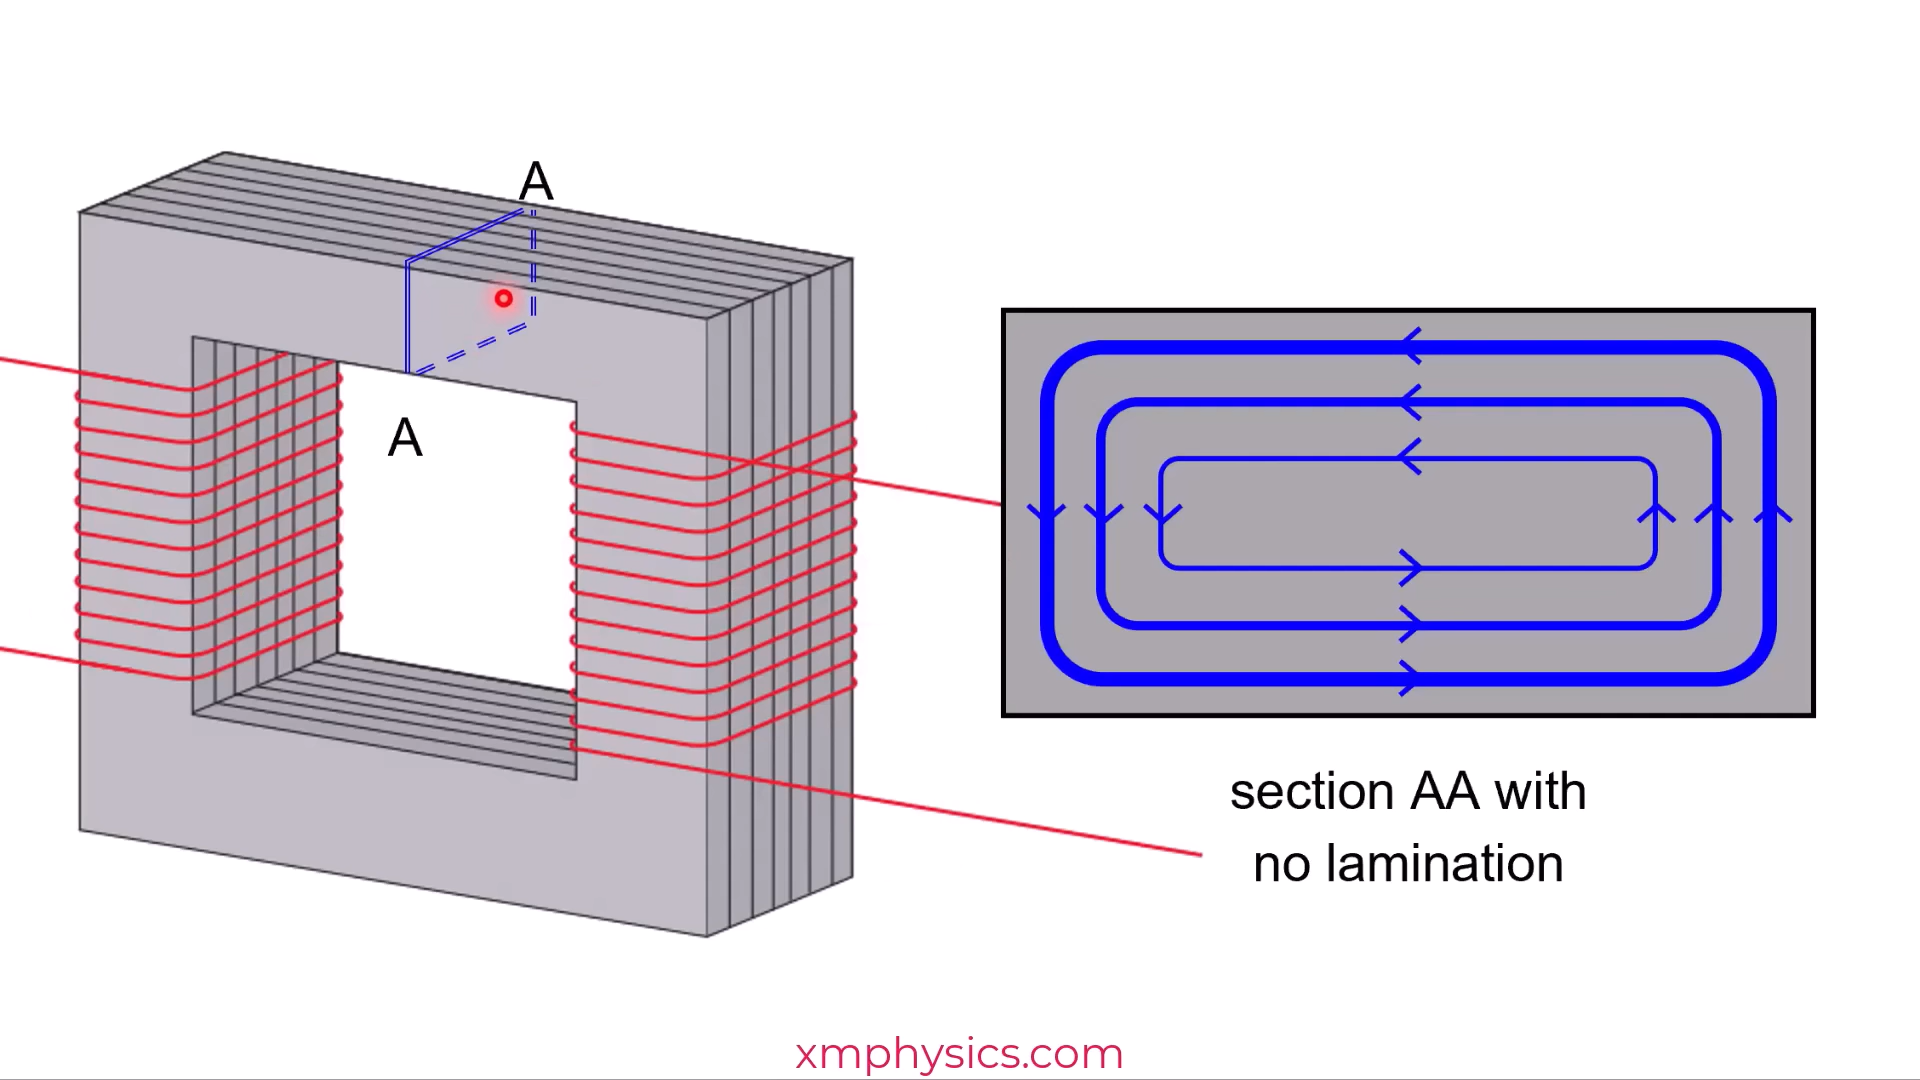 A
A
section AA with
no lamination
xmphysics.com